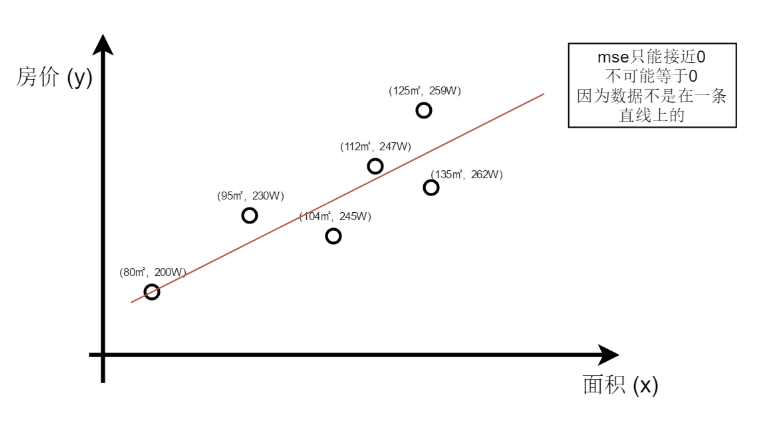 mse只能接近0
不可能等于0
因为数据不是在一条
直线上的
房价 (y)
(125㎡, 259W)
(112㎡, 247W)
(135㎡, 262W)
(95㎡, 230W)
(104㎡, 245W)
(80㎡, 200W)
面积 (x)